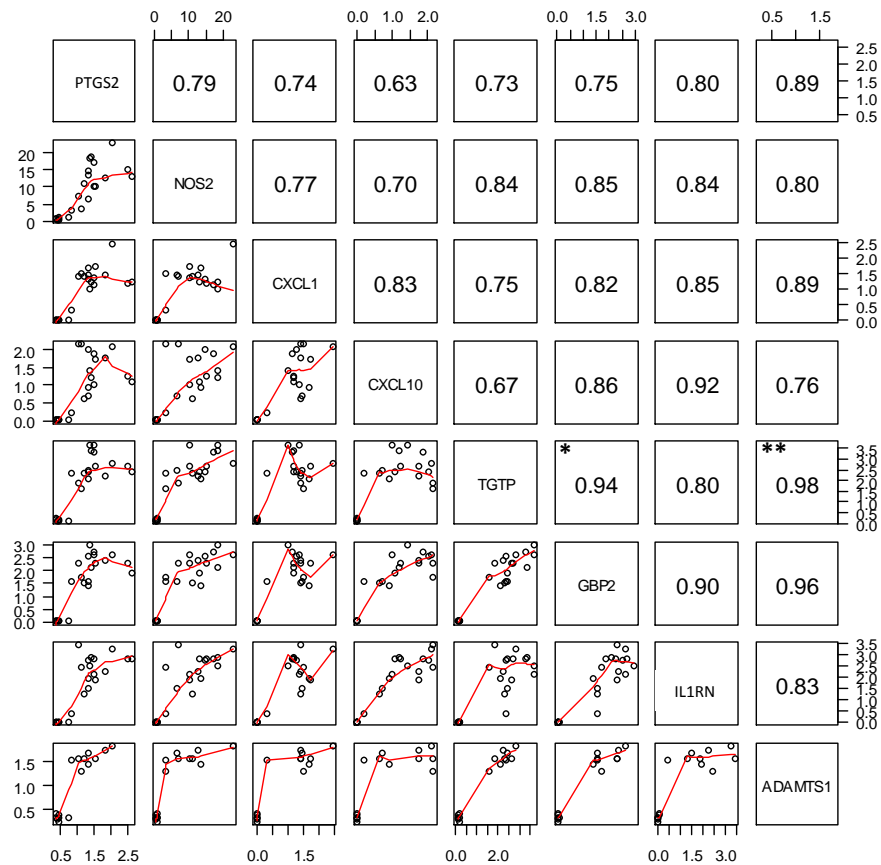 0 10 20 0.0 1.0 2.0 0.0 1.0 2.0 3.0 0.5 1.5
PTGS2 0.79 0.74 0.63 0.73 0.75 0.80 0.89 0.5 1.0 1.5 2.0 2.5
0 5 10 15 20 NOS2 0.77 0.70 0.84 0.85 0.84 0.80
CXCL1 0.83 0.75 0.82 0.85 0.89 0.0 0.5 1.0 1.5 2.0 2.5
0.0 0.5 1.0 1.5 2.0 CXCL10 0.67 0.86 0.92 0.76
TGTP * 0.94 0.80 ** 0.98 0.0 0.5 1.0 1.5 2.0 2.5 3.0 3.5
0.0 0.5 1.0 1.5 2.0 2.5 3.0 GBP2 0.90 0.96
IL1RN 0.83 0.0 0.5 1.0 1.5 2.0 2.5 3.0 3.5
0.5 1.0 1.5 ADAMTS1
0.5 1.5 2.5 0.0 1.0 2.0 0.0 2.0 0.0 1.5 3.0